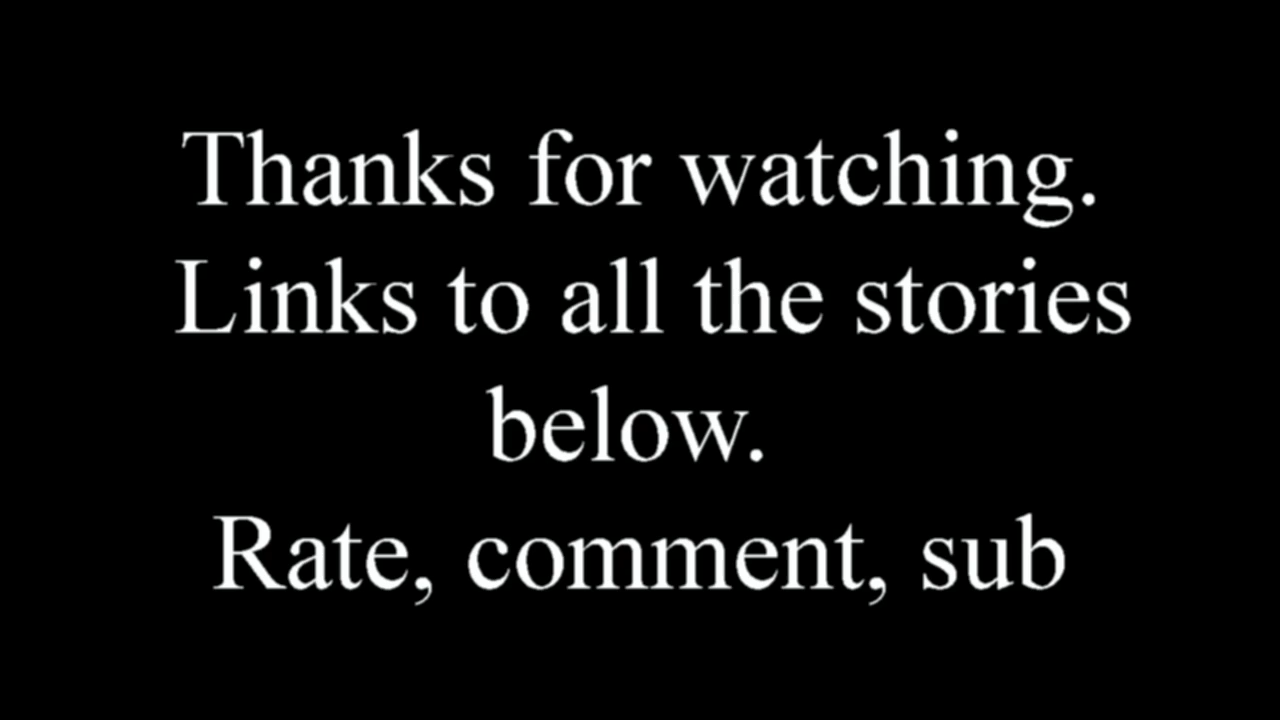 Thanks for watching.
Links to all the stories
below.
Rate, comment, sub